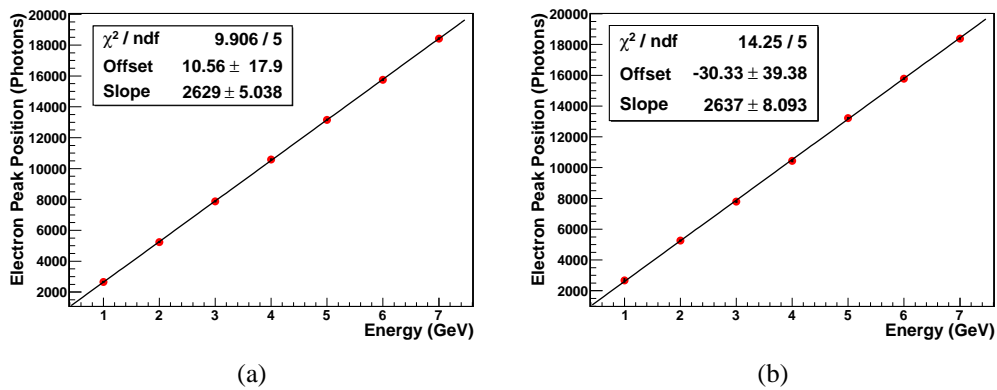 20000
18000
16000
14000
12000
10000
8000
6000
4000
2000
Electron Peak Position (Photons)
χ² / ndf 9.906 / 5
Offset 10.56 ± 17.9
Slope 2629 ± 5.038
1 2 3 4 5 6 7
Energy (GeV)
(a)
20000
18000
16000
14000
12000
10000
8000
6000
4000
2000
Electron Peak Position (Photons)
χ² / ndf 14.25 / 5
Offset -30.33 ± 39.38
Slope 2637 ± 8.093
1 2 3 4 5 6 7
Energy (GeV)
(b)